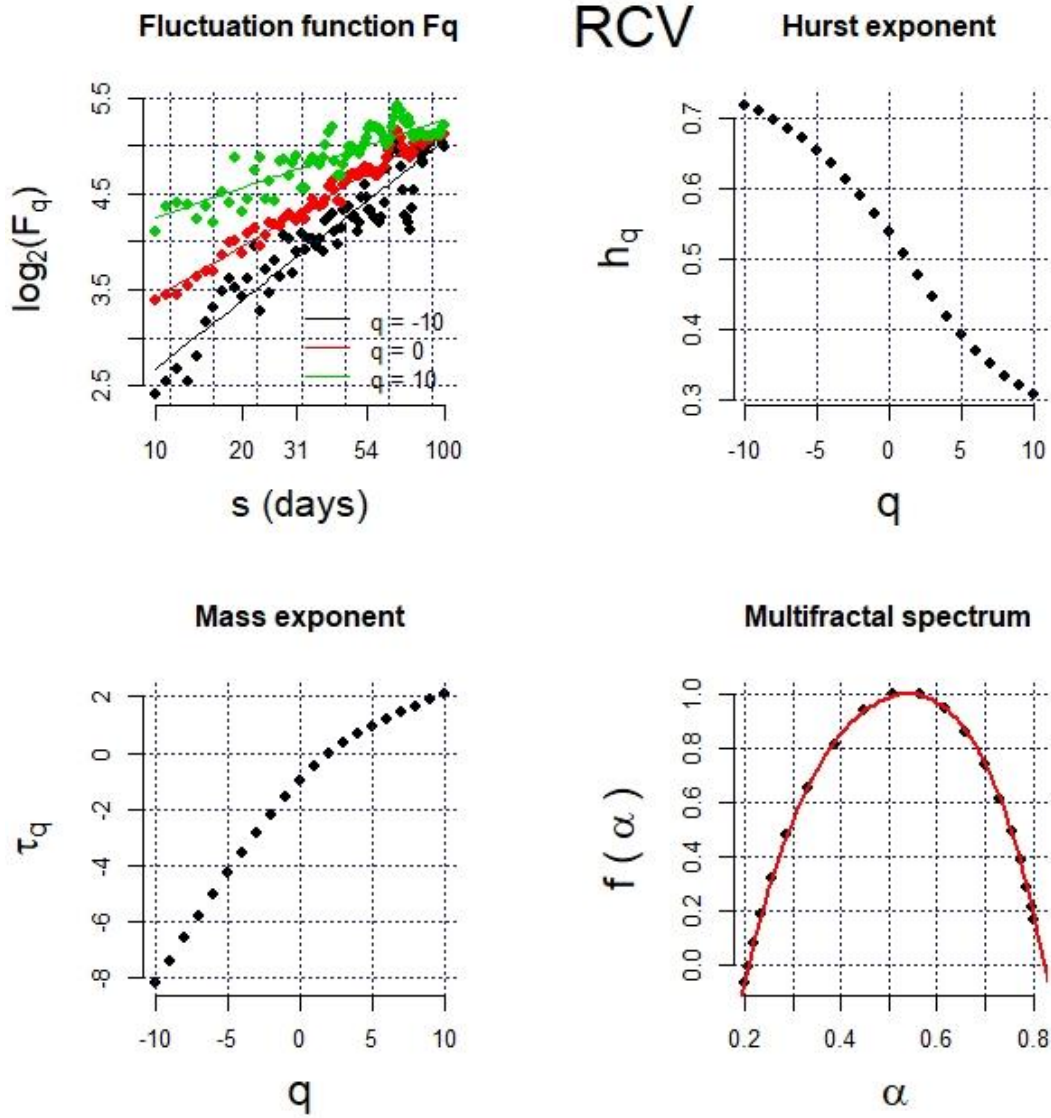 RCV
Fluctuation function Fq
log₂(F_q)
5.5
4.5
3.5
2.5
q = -10
q = 0
q = 10
10 20 31 54 100
s (days)
Hurst exponent
h_q
0.7
0.6
0.5
0.4
0.3
-10 -5 0 5 10
q
Mass exponent
τ_q
2
0
-2
-4
-6
-8
-10 -5 0 5 10
q
Multifractal spectrum
f ( α )
1.0
0.8
0.6
0.4
0.2
0.0
0.2 0.4 0.6 0.8
α